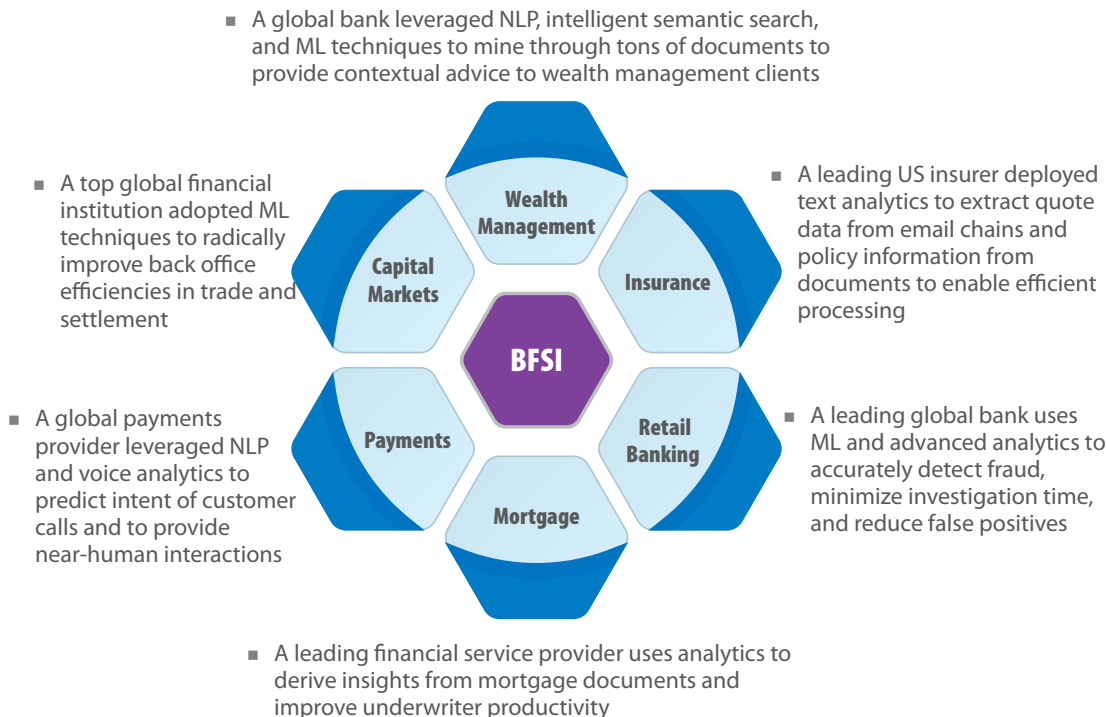 ▪ A global bank leveraged NLP, intelligent semantic search,
and ML techniques to mine through tons of documents to
provide contextual advice to wealth management clients
▪ A top global financial
institution adopted ML
techniques to radically
improve back office
efficiencies in trade and
settlement
▪ A leading US insurer deployed
text analytics to extract quote
data from email chains and
policy information from
documents to enable efficient
processing
Wealth
Management
Capital
Markets
Insurance
BFSI
Payments
Retail
Banking
Mortgage
▪ A global payments
provider leveraged NLP
and voice analytics to
predict intent of customer
calls and to provide
near-human interactions
▪ A leading global bank uses
ML and advanced analytics to
accurately detect fraud,
minimize investigation time,
and reduce false positives
▪ A leading financial service provider uses analytics to
derive insights from mortgage documents and
improve underwriter productivity